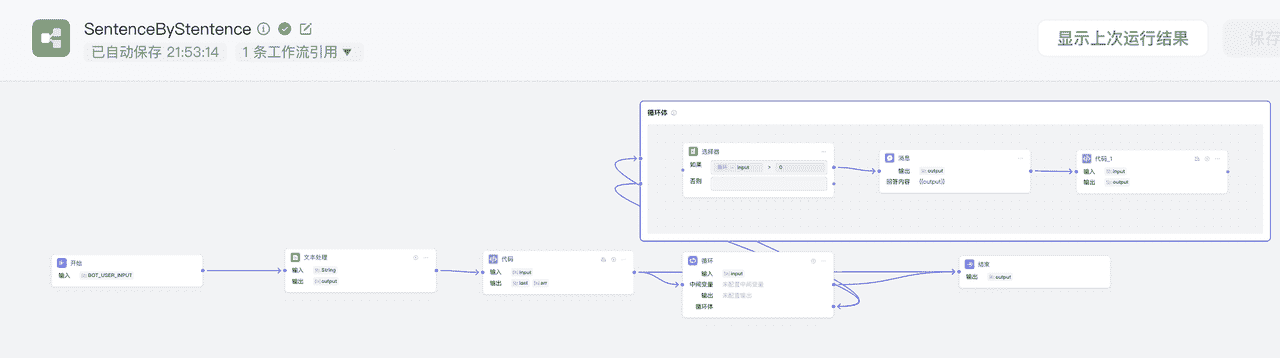 SentenceByStentence
已自动保存 21:53:14
1 条工作流引用
显示上次运行结果
保存
循环体
选择器
如果 循环 - input > 0
否则
消息
输出 output
回答内容 {{output}}
代码_1
输入 input
输出 output
开始
输入 BOT_USER_INPUT
文本处理
输入 String
输出 output
代码
输入 input
输出 last arr
循环
输入 input
中间变量 未配置中间变量
输出 未配置输出
循环体
结束
输出 output